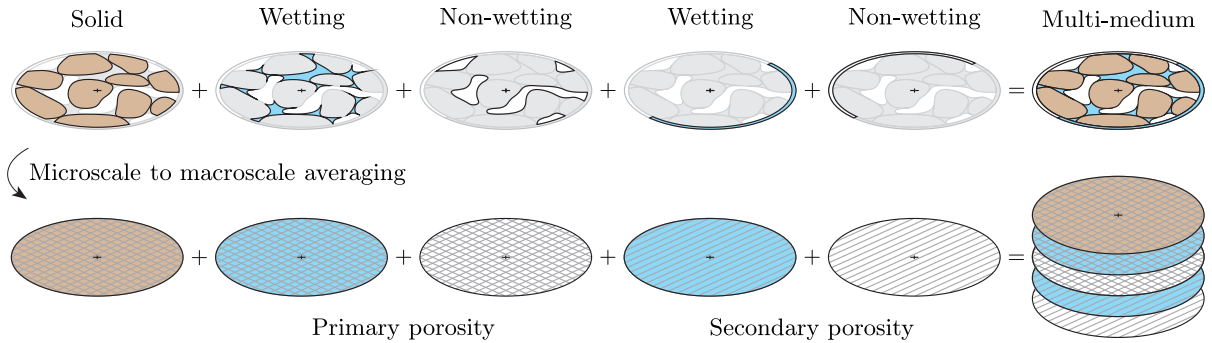 Solid Wetting Non-wetting Wetting Non-wetting Multi-medium
+ + + + =
Microscale to macroscale averaging
+ + + + =
Primary porosity Secondary porosity